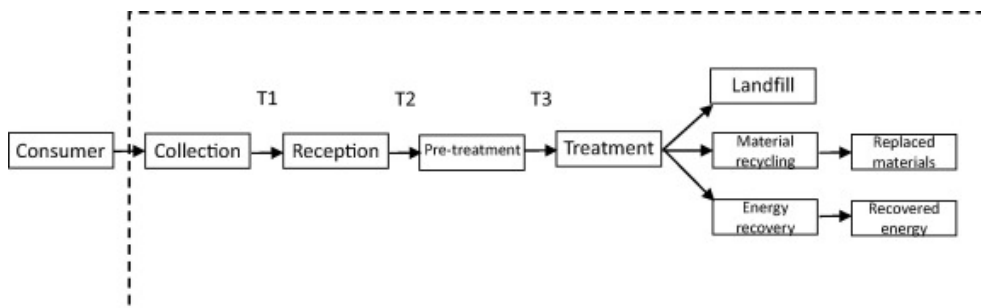 T1
T2
T3
Landfill
Consumer
Collection
Reception
Pre-treatment
Treatment
Material
recycling
Replaced
materials
Energy
recovery
Recovered
energy